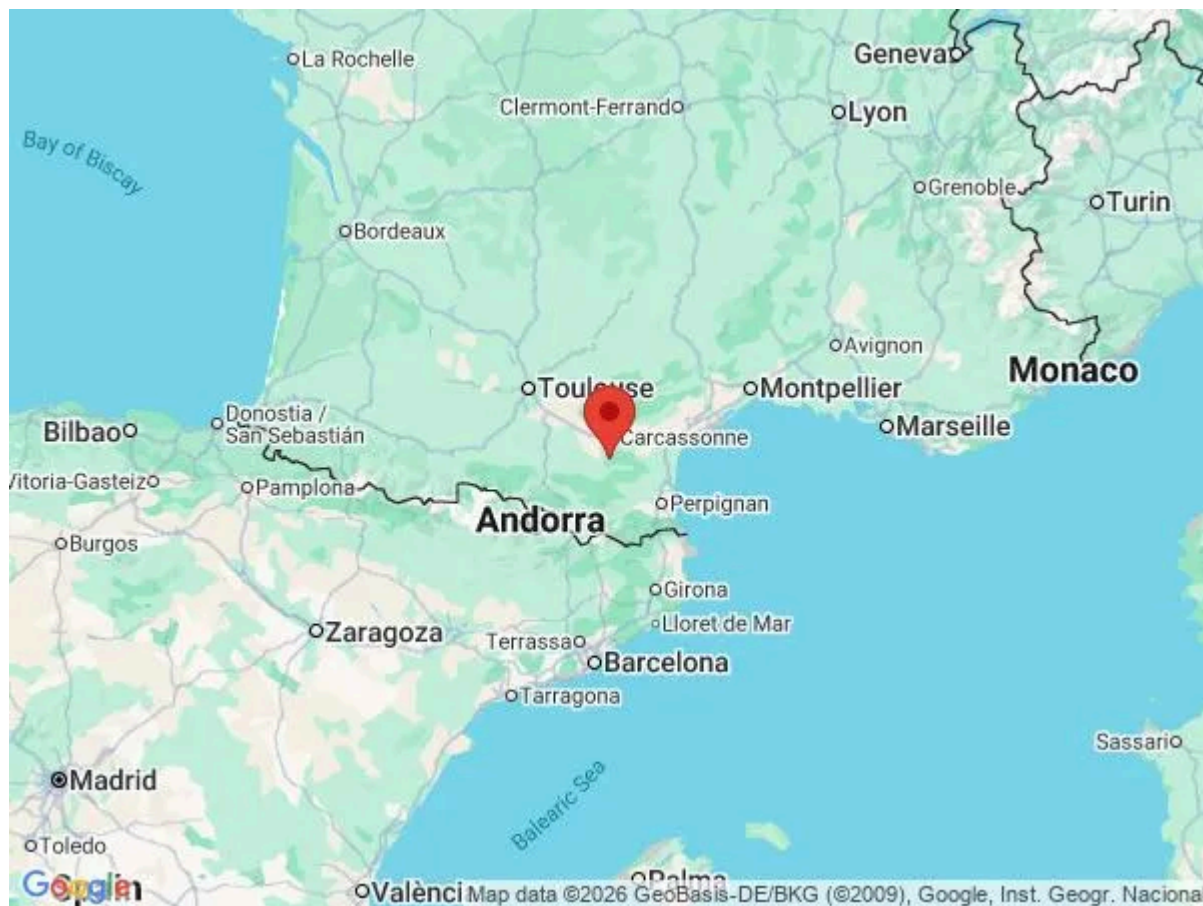 La Rochelle
Geneva
Clermont-Ferrand
Lyon
Bay of Biscay
Grenoble
Turin
Bordeaux
Avignon
Monaco
Toulouse
Montpellier
Donostia /
San Sebastián
Bilbao
Carcassonne
Marseille
Vitoria-Gasteiz
Pamplona
Perpignan
Andorra
Burgos
Girona
Zaragoza
Lloret de Mar
Terrassa
Barcelona
Tarragona
Sassari
Madrid
Balearic Sea
Toledo
Google
Spain
Palma
Map data ©2026 GeoBasis-DE/BKG (©2009), Google, Inst. Geogr. Naciona